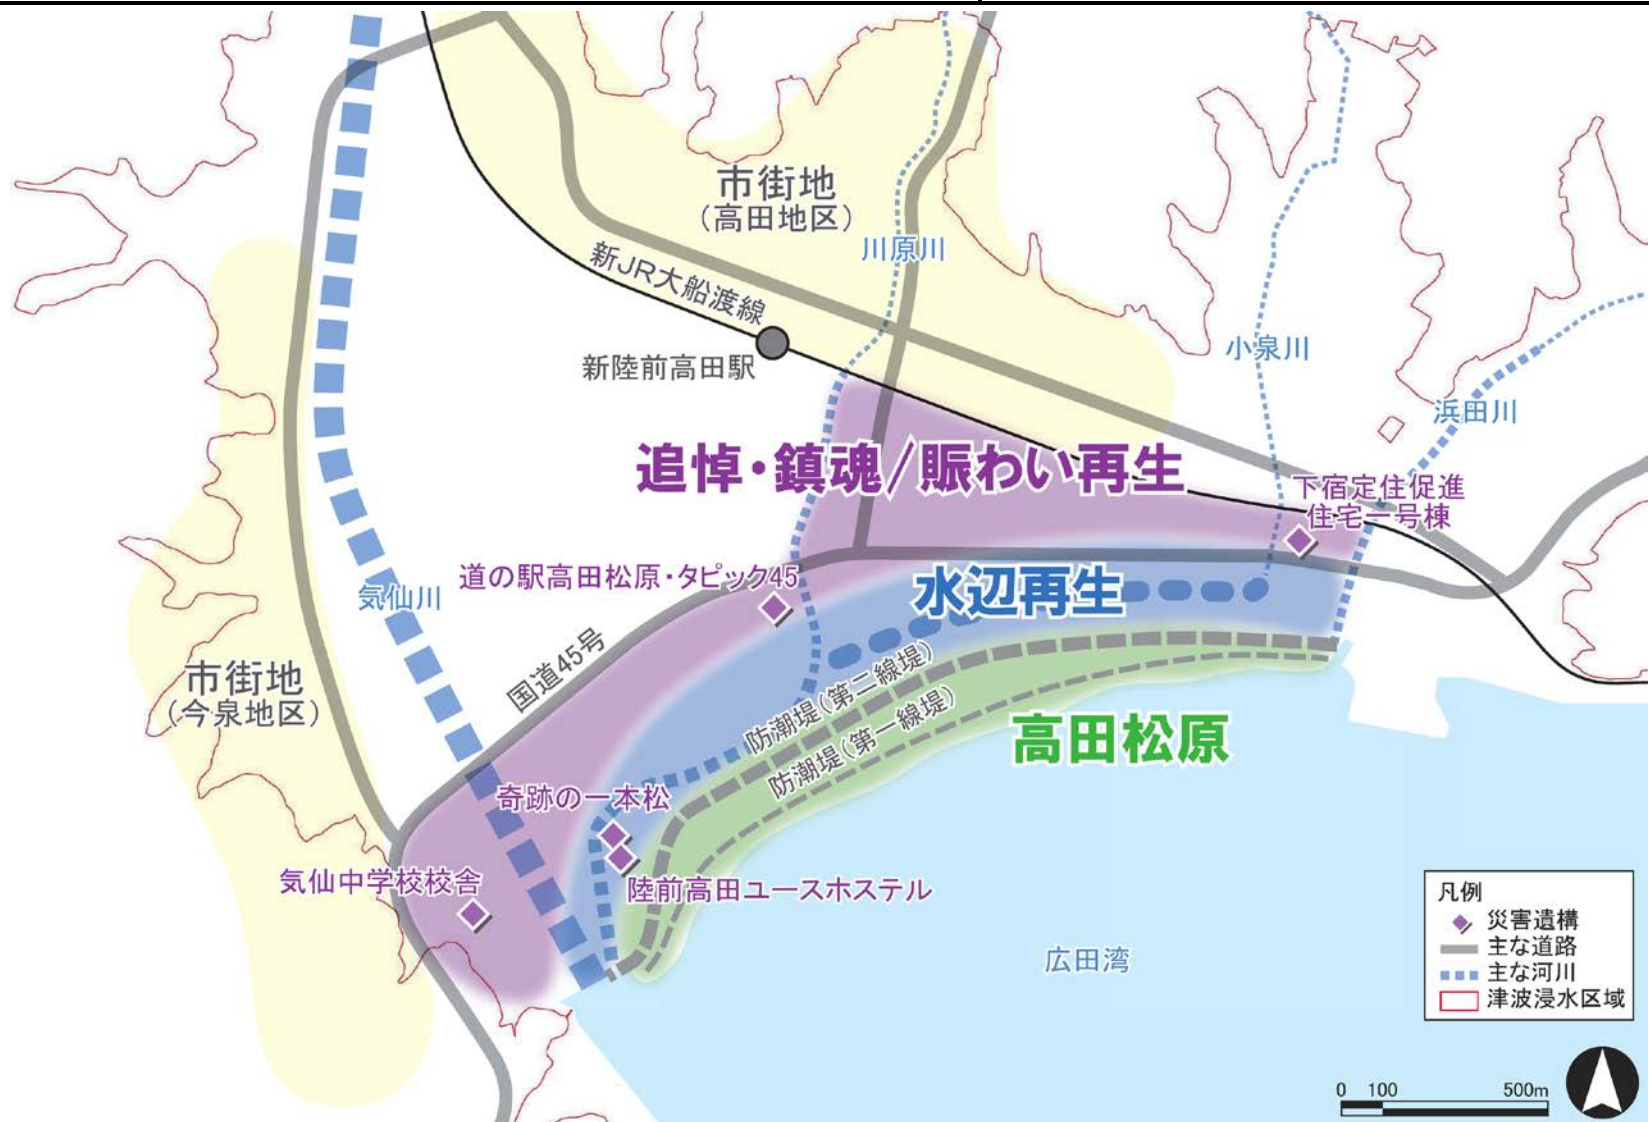 市街地
（高田地区）
川原川
新JR大船渡線
新陸前高田駅
小泉川
浜田川
追悼・鎮魂/賑わい再生
下宿定住促進
住宅一号棟
道の駅高田松原・タピック45
水辺再生
気仙川
国道45号
市街地
（今泉地区）
防潮堤（第二線堤）
防潮堤（第一線堤）
高田松原
奇跡の一本松
気仙中学校校舎
陸前高田ユースホステル
広田湾
凡例
災害遺構
主な道路
主な河川
津波浸水区域
0 100 500m